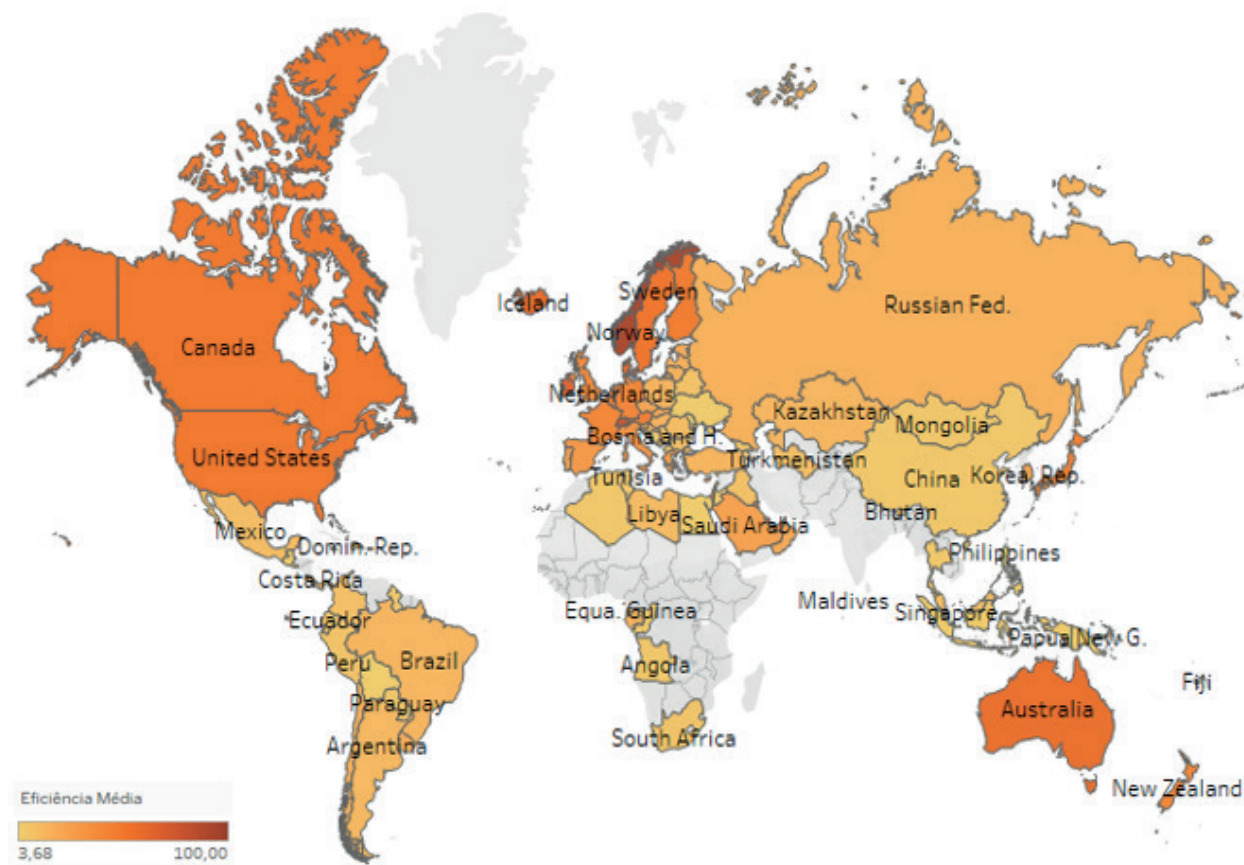 Iceland
Sweden
Norway
Russian Fed.
Canada
Netherlands
Kazakhstan
Mongolia
Bosnia and H.
United States
Turkmenistan
Tunisia
China
Korea, Rep.
Libya
Saudi Arabia
Bhutan
Mexico
Domin.-Rep.
Philippines
Costa Rica
Equa. Guinea
Maldives
Singapore
Ecuador
Papua New G.
Peru
Brazil
Angola
Fiji
Paraguay
Australia
Argentina
South Africa
New Zealand
Eficiência Média
3,68 100,00